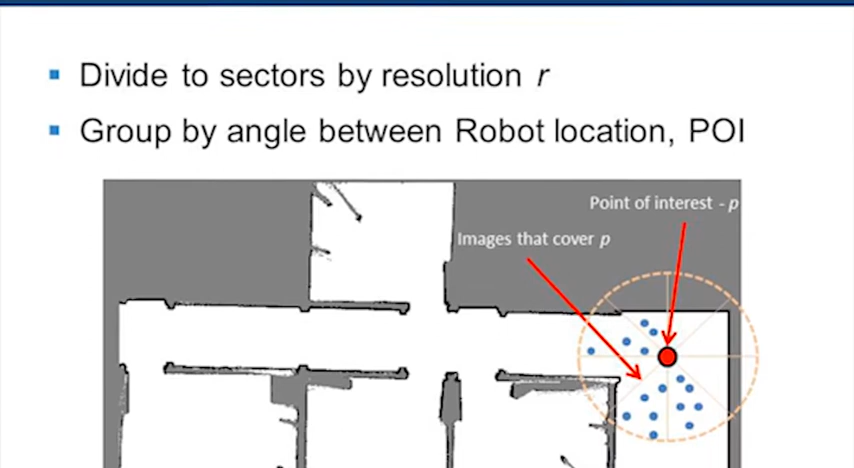 Divide to sectors by resolution r
Group by angle between Robot location, POI
Point of interest - p
Images that cover p